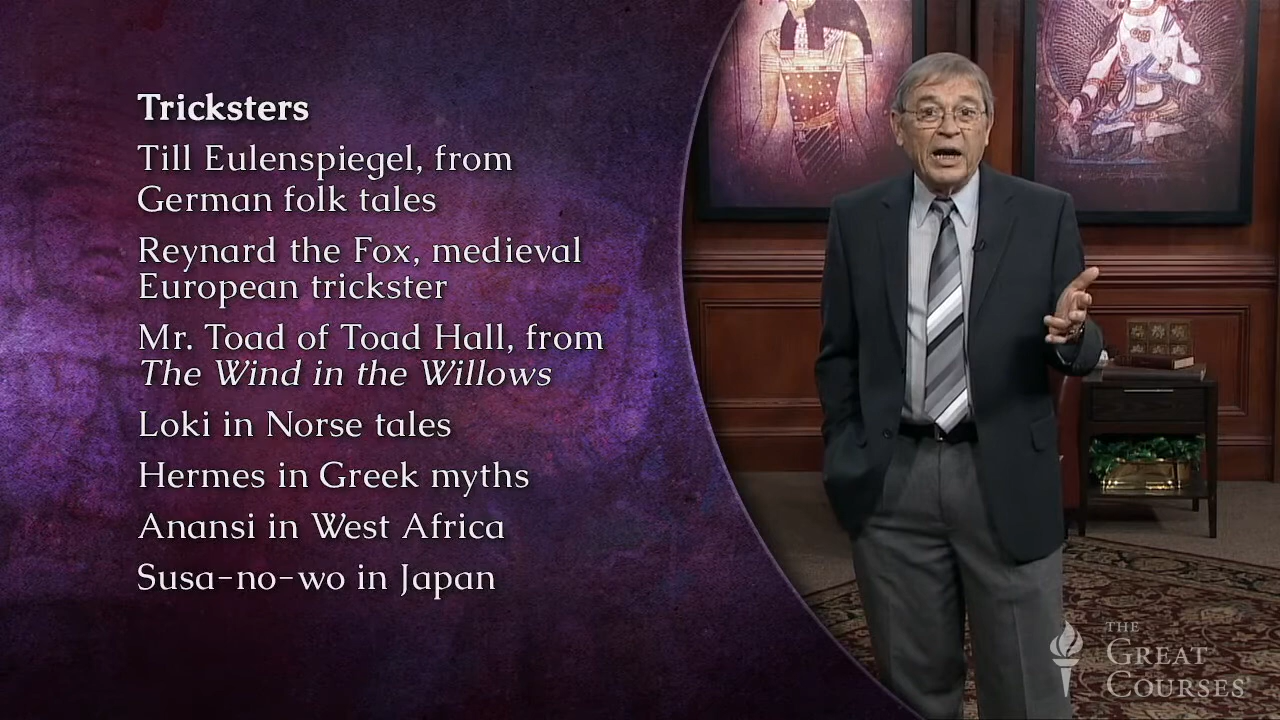 Tricksters
Till Eulenspiegel, from
German folk tales
Reynard the Fox, medieval
European trickster
Mr. Toad of Toad Hall, from
The Wind in the Willows
Loki in Norse tales
Hermes in Greek myths
Anansi in West Africa
Susa-no-wo in Japan
THE
GREAT
COURSES